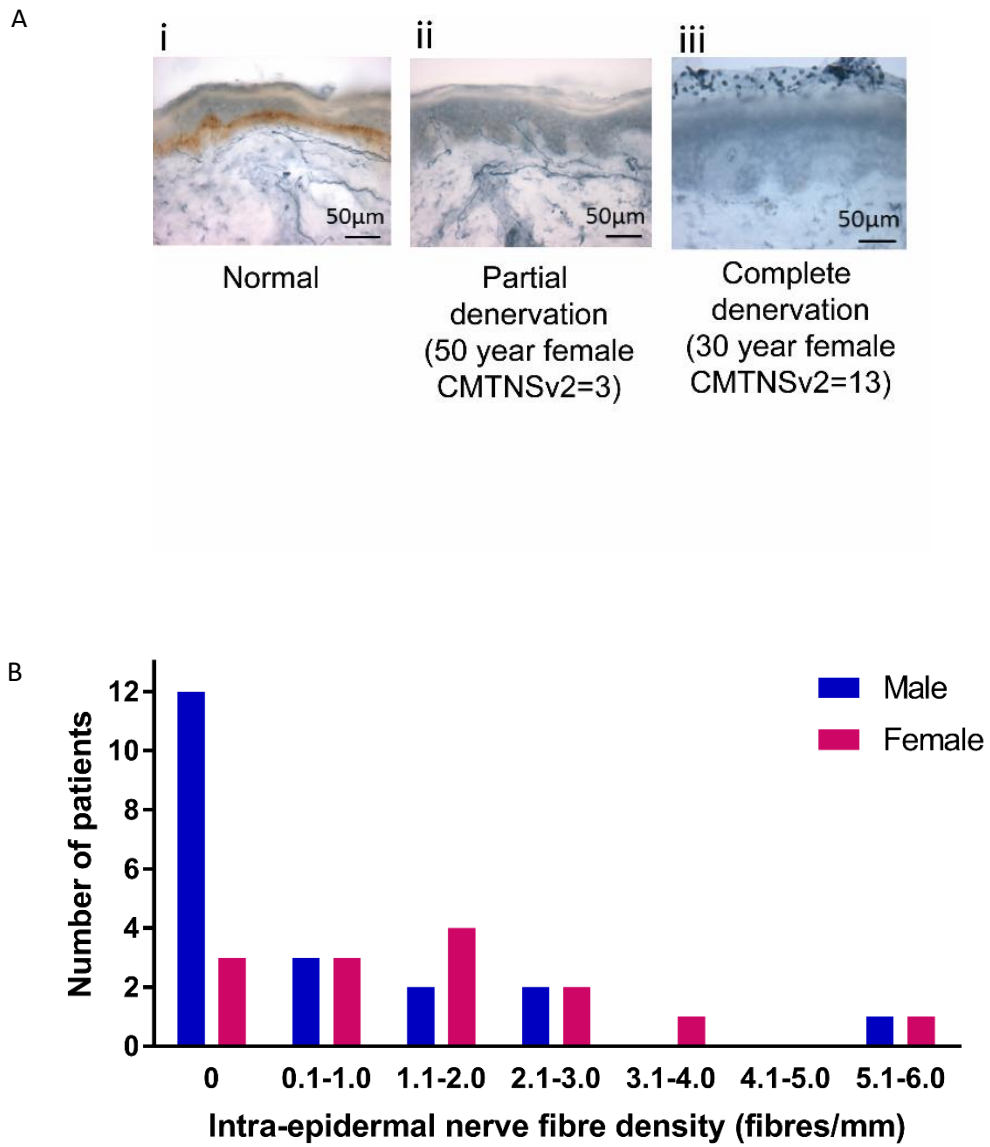 A
i
ii
iii
50µm
50µm
50µm
Normal
Partial
denervation
(50 year female
CMTNSv2=3)
Complete
denervation
(30 year female
CMTNSv2=13)
B
Male
Female
Number of patients
12
10
8
6
4
2
0
0
0.1-1.0
1.1-2.0
2.1-3.0
3.1-4.0
4.1-5.0
5.1-6.0
Intra-epidermal nerve fibre density (fibres/mm)